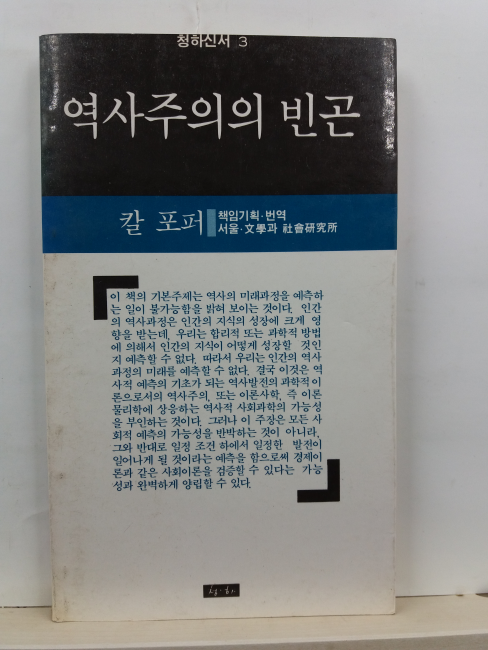 청하신서 3
역사주의의 빈곤
칼 포퍼
책임기획·번역
서울·文學과 社會硏究所
이 책의 기본주제는 역사의 미래과정을 예측하
는 일이 불가능함을 밝혀 보이는 것이다. 인간
의 역사과정은 인간의 지식의 성장에 크게 영
향을 받는데, 우리는 합리적 또는 과학적 방법
에 의해서 인간의 지식이 어떻게 성장할 것인
지 예측할 수 없다. 따라서 우리는 인간의 역사
과정의 미래를 예측할 수 없다. 결국 이것은 역
사적 예측의 기초가 되는 역사발전의 과학적 이
론으로서의 역사주의, 또는 이론사학, 즉 이론
물리학에 상응하는 역사적 사회과학의 가능성
을 부인하는 것이다. 그러나 이 주장은 모든 사
회적 예측의 가능성을 반박하는 것이 아니라,
그와 반대로 일정 조건 하에서 일정한 발전이
일어나게 될 것이라는 예측을 함으로써 경제이
론과 같은 사회이론을 검증할 수 있다는 가능
성과 완벽하게 양립할 수 있다.
청·하